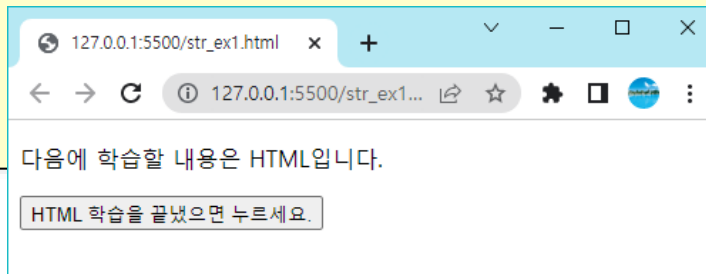 127.0.0.1:5500/str_ex1.html
127.0.0.1:5500/str_ex1...
다음에 학습할 내용은 HTML입니다.
HTML 학습을 끝냈으면 누르세요.